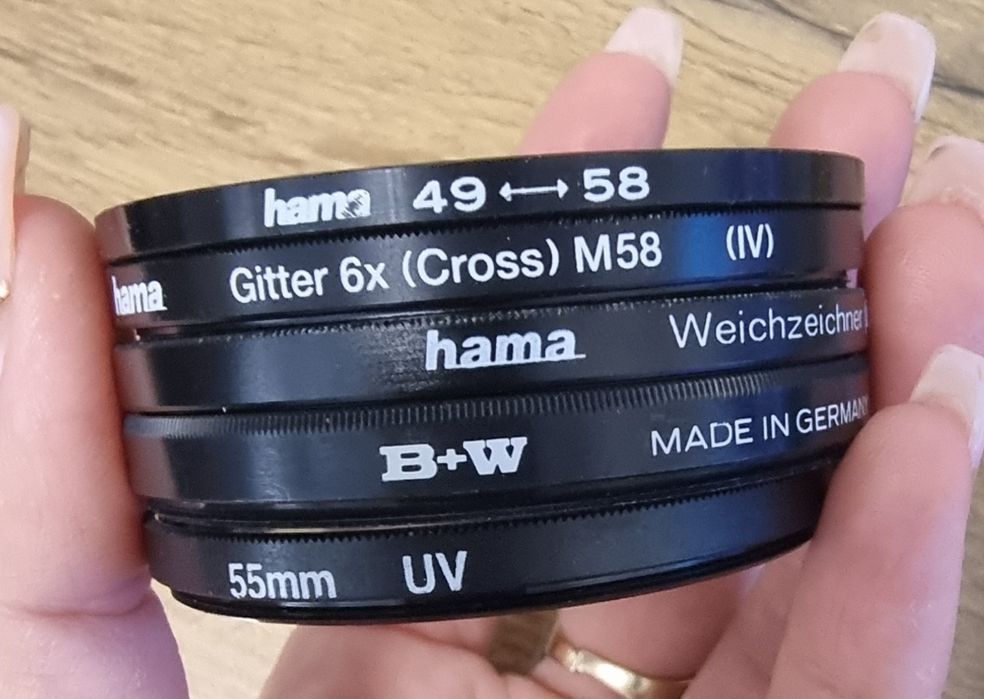 hama 49 ↔ 58
hama Gitter 6x (Cross) M58 (IV)
hama Weichzeichner
B+W MADE IN GERMANY
55mm UV